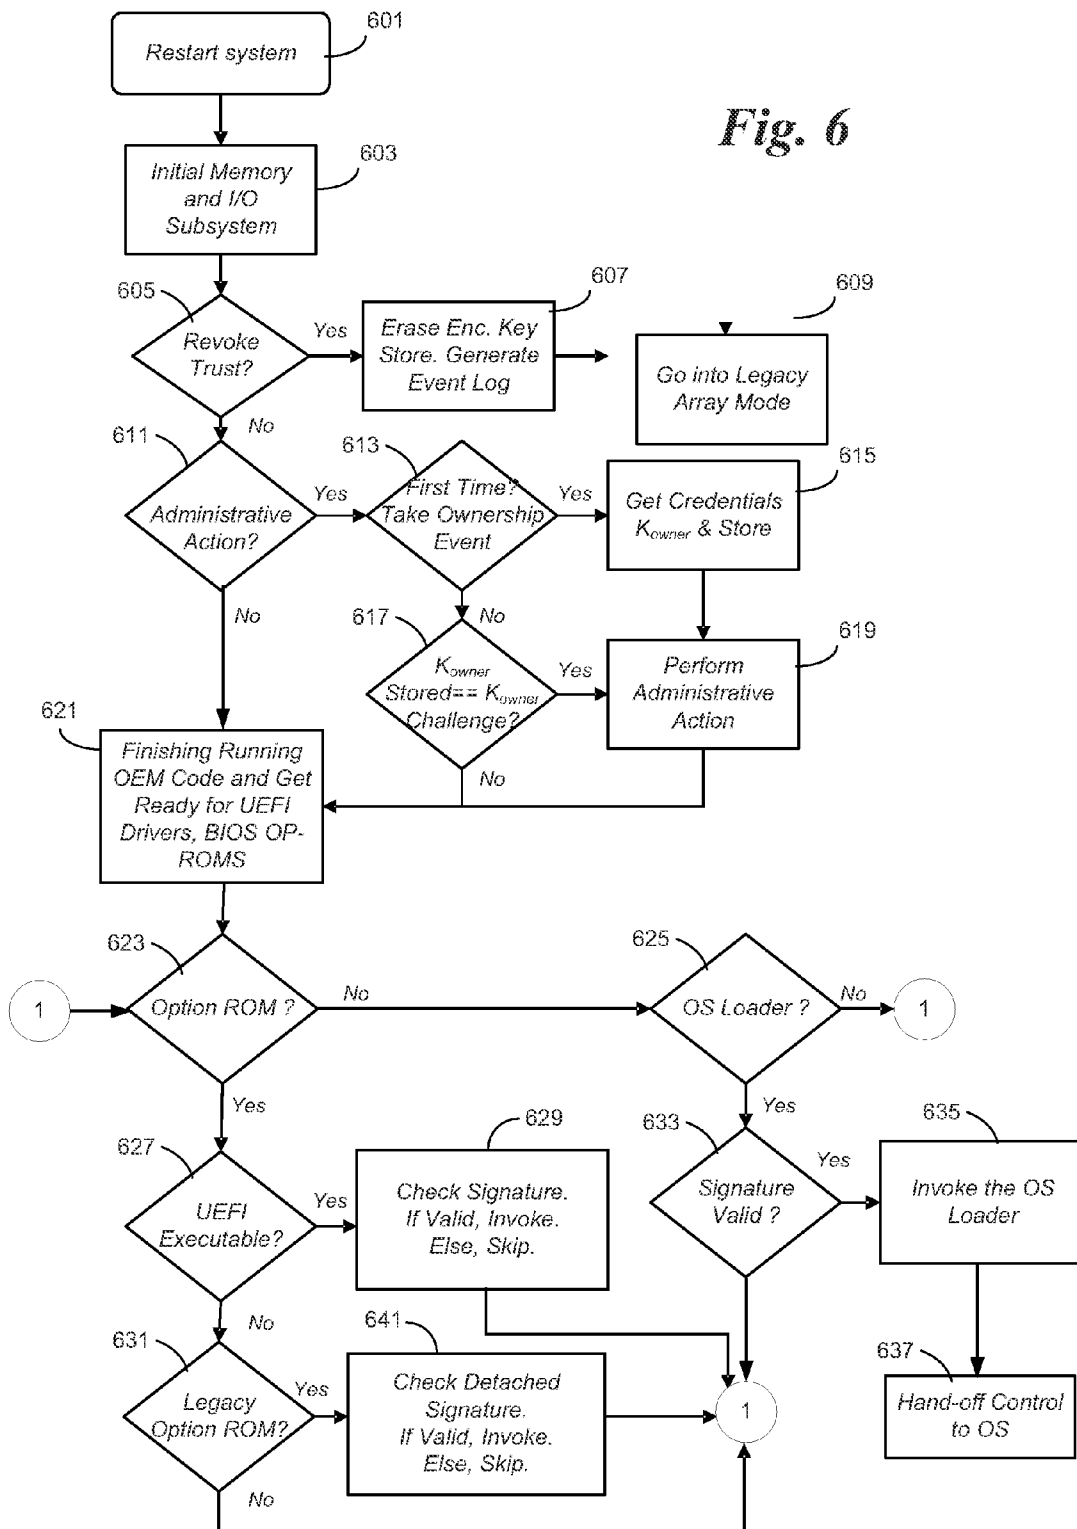 Restart system
601
Fig. 6
Initial Memory
and I/O
Subsystem
603
605
Revoke
Trust?
Yes
No
607
Erase Enc. Key
Store. Generate
Event Log
609
Go into Legacy
Array Mode
611
Administrative
Action?
Yes
No
613
First Time?
Take Ownership
Event
Yes
No
615
Get Credentials
Kowner & Store
617
Kowner
Stored== Kowner
Challenge?
Yes
No
619
Perform
Administrative
Action
621
Finishing Running
OEM Code and Get
Ready for UEFI
Drivers, BIOS OP-
ROMS
1
623
Option ROM ?
No
Yes
625
OS Loader ?
No
Yes
1
627
UEFI
Executable?
Yes
No
629
Check Signature.
If Valid, Invoke.
Else, Skip.
633
Signature
Valid ?
Yes
635
Invoke the OS
Loader
631
Legacy
Option ROM?
Yes
No
641
Check Detached
Signature.
If Valid, Invoke.
Else, Skip.
1
637
Hand-off Control
to OS